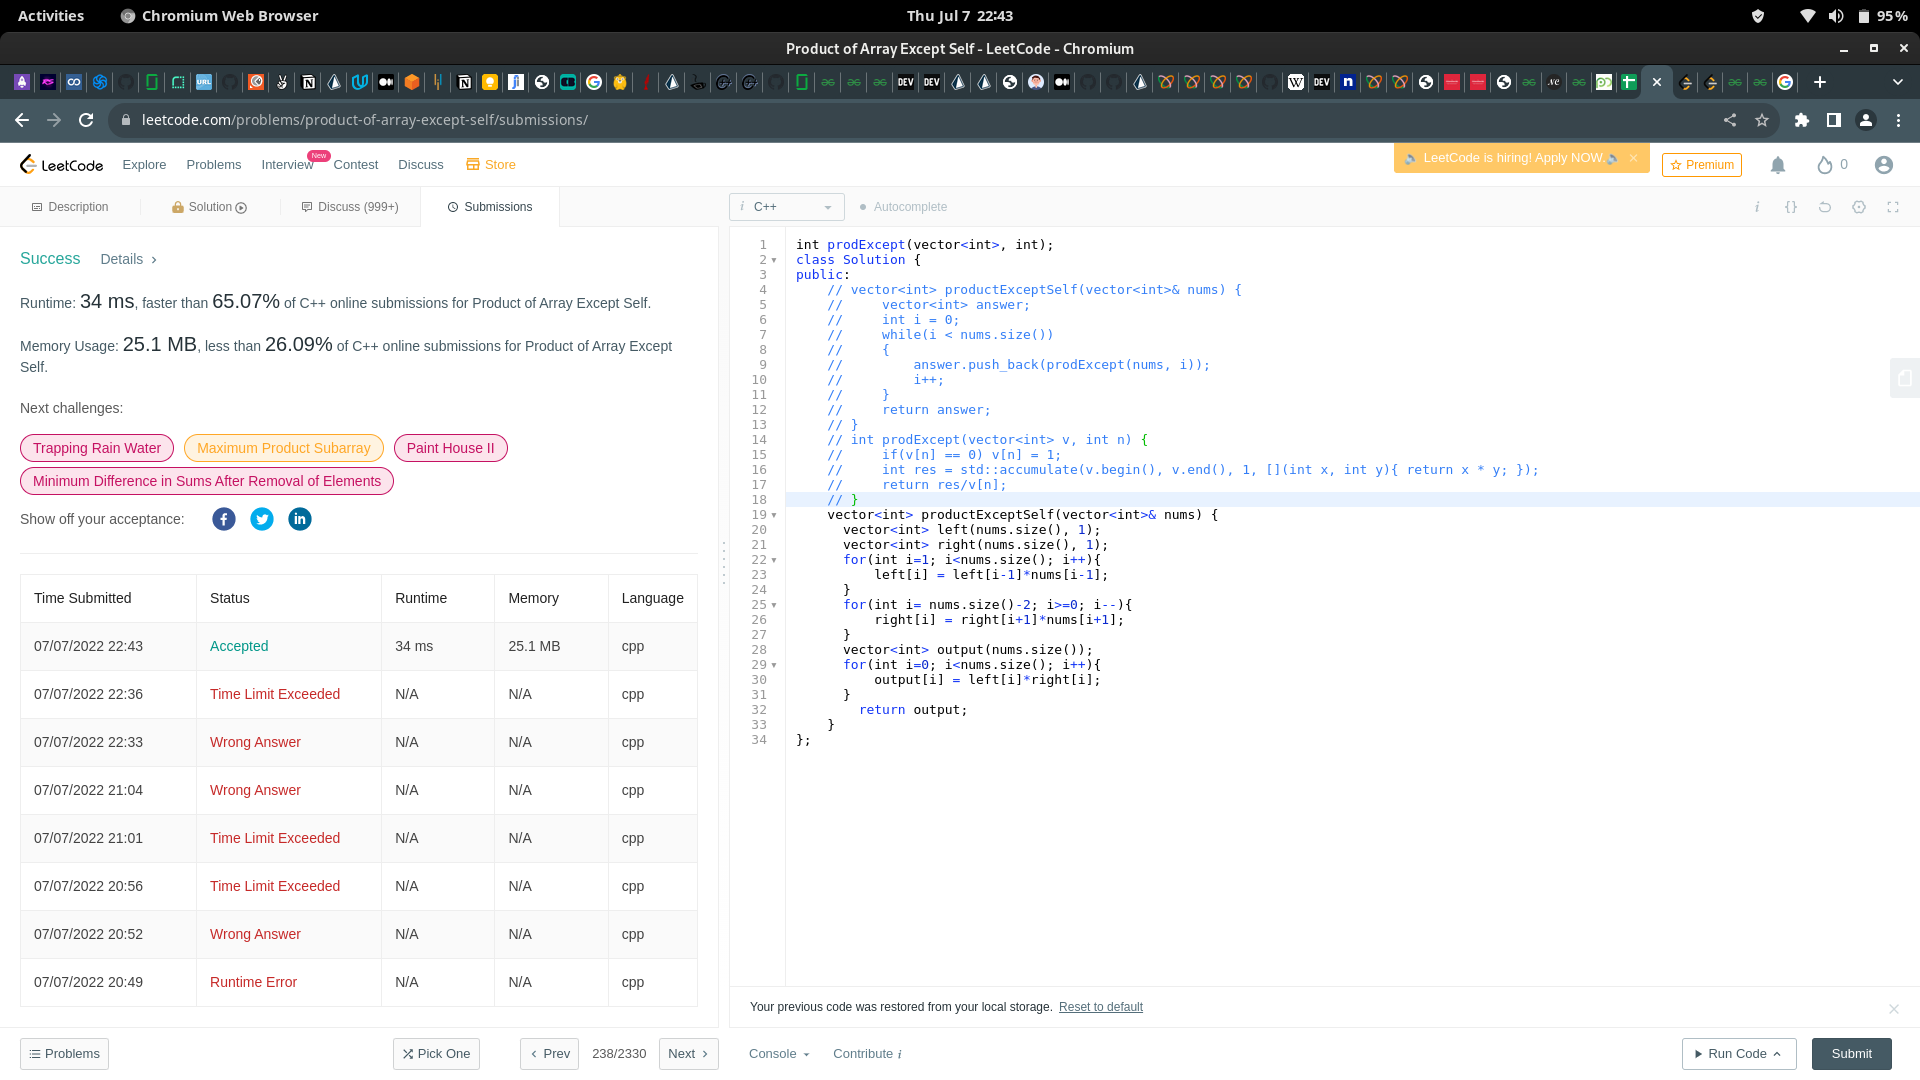 Activities
Chromium Web Browser
Thu Jul 7 22:43
95%
Product of Array Except Self - LeetCode - Chromium
leetcode.com/problems/product-of-array-except-self/submissions/
LeetCode
Explore
Problems
Interview
New
Contest
Discuss
Store
🔈 LeetCode is hiring! Apply NOW.🔈
Premium
0
Description
Solution
Discuss (999+)
Submissions
i C++
Autocomplete
i {}
Success
Details
Runtime: 34 ms, faster than 65.07% of C++ online submissions for Product of Array Except Self.
Memory Usage: 25.1 MB, less than 26.09% of C++ online submissions for Product of Array Except
Self.
Next challenges:
Trapping Rain Water
Maximum Product Subarray
Paint House II
Minimum Difference in Sums After Removal of Elements
Show off your acceptance:
Time Submitted Status Runtime Memory Language
07/07/2022 22:43 Accepted 34 ms 25.1 MB cpp
07/07/2022 22:36 Time Limit Exceeded N/A N/A cpp
07/07/2022 22:33 Wrong Answer N/A N/A cpp
07/07/2022 21:04 Wrong Answer N/A N/A cpp
07/07/2022 21:01 Time Limit Exceeded N/A N/A cpp
07/07/2022 20:56 Time Limit Exceeded N/A N/A cpp
07/07/2022 20:52 Wrong Answer N/A N/A cpp
07/07/2022 20:49 Runtime Error N/A N/A cpp
1 int prodExcept(vector<int>, int);
2 class Solution {
3 public:
4     // vector<int> productExceptSelf(vector<int>& nums) {
5     //     vector<int> answer;
6     //     int i = 0;
7     //     while(i < nums.size())
8     //     {
9     //         answer.push_back(prodExcept(nums, i));
10     //         i++;
11     //     }
12     //     return answer;
13     // }
14     // int prodExcept(vector<int> v, int n) {
15     //     if(v[n] == 0) v[n] = 1;
16     //     int res = std::accumulate(v.begin(), v.end(), 1, [](int x, int y){ return x * y; });
17     //     return res/v[n];
18     // }
19     vector<int> productExceptSelf(vector<int>& nums) {
20       vector<int> left(nums.size(), 1);
21       vector<int> right(nums.size(), 1);
22       for(int i=1; i<nums.size(); i++){
23           left[i] = left[i-1]*nums[i-1];
24       }
25       for(int i= nums.size()-2; i>=0; i--){
26           right[i] = right[i+1]*nums[i+1];
27       }
28       vector<int> output(nums.size());
29       for(int i=0; i<nums.size(); i++){
30           output[i] = left[i]*right[i];
31       }
32         return output;
33     }
34 };
Your previous code was restored from your local storage. Reset to default
Problems
Pick One
Prev
238/2330
Next
Console
Contribute i
Run Code
Submit